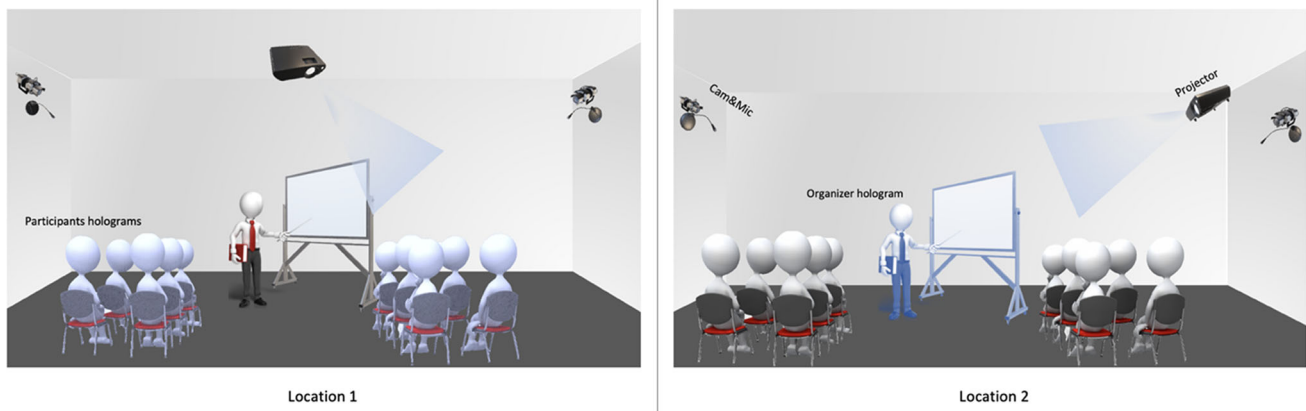 Participants holograms
Location 1
Cam&Mic
Projector
Organizer hologram
Location 2